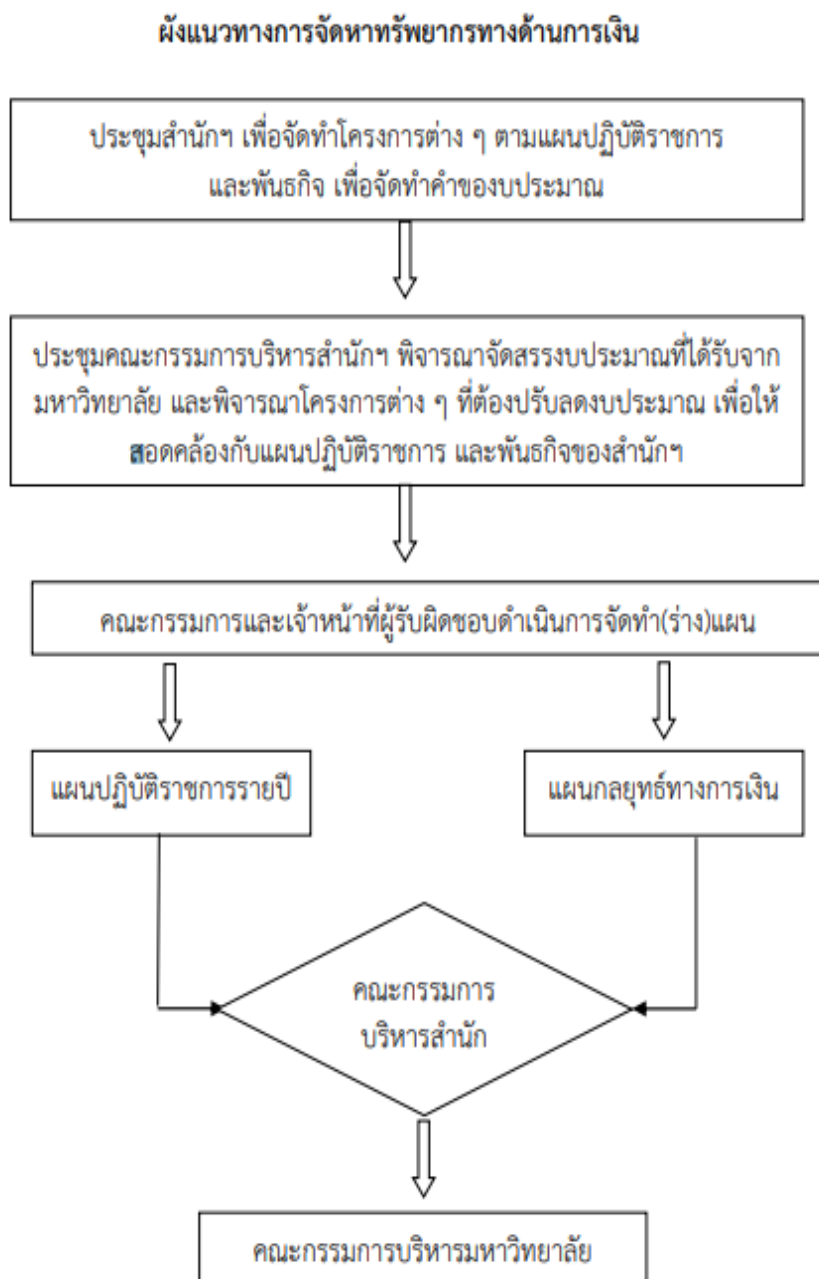 ผังแนวทางการจัดหาทรัพยากรทางด้านการเงิน
ประชุมสำนักฯ เพื่อจัดทำโครงการต่าง ๆ ตามแผนปฏิบัติราชการ
และพันธกิจ เพื่อจัดทำคำของบประมาณ
ประชุมคณะกรรมการบริหารสำนักฯ พิจารณาจัดสรรงบประมาณที่ได้รับจาก
มหาวิทยาลัย และพิจารณาโครงการต่าง ๆ ที่ต้องปรับลดงบประมาณ เพื่อให้
สอดคล้องกับแผนปฏิบัติราชการ และพันธกิจของสำนักฯ
คณะกรรมการและเจ้าหน้าที่ผู้รับผิดชอบดำเนินการจัดทำ(ร่าง)แผน
แผนปฏิบัติราชการรายปี
แผนกลยุทธ์ทางการเงิน
คณะกรรมการ
บริหารสำนัก
คณะกรรมการบริหารมหาวิทยาลัย